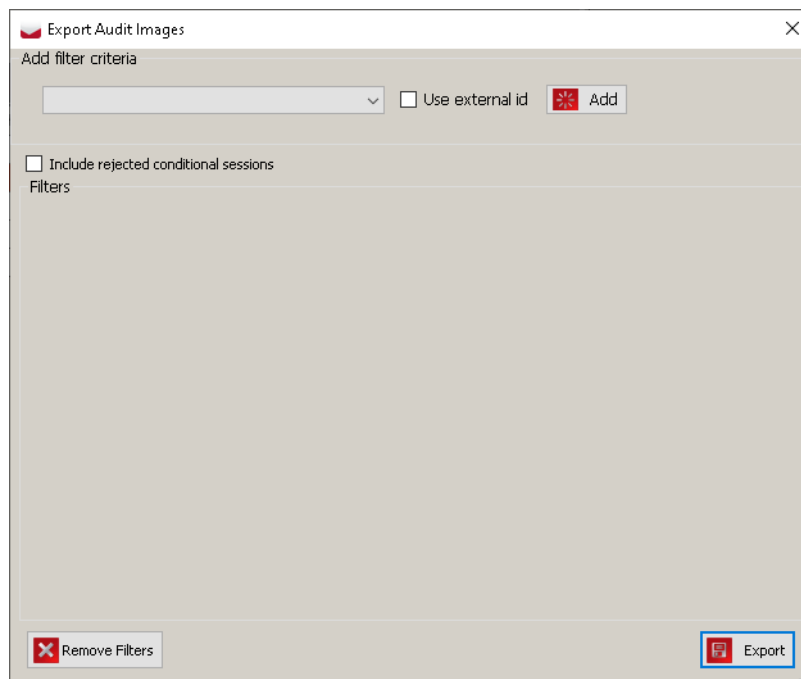 Export Audit Images
Add filter criteria
Use external id
Add
Include rejected conditional sessions
Filters
Remove Filters
Export